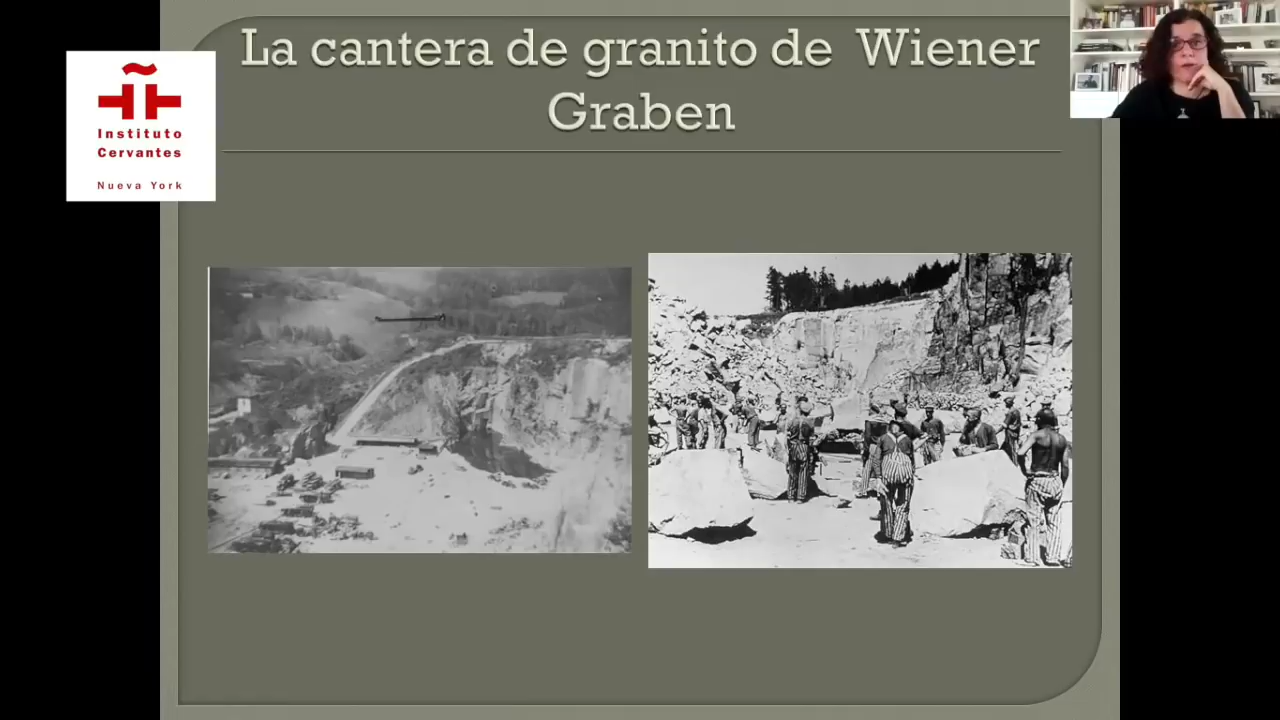 La cantera de granito de Wiener
Graben
Instituto
Cervantes
Nueva York